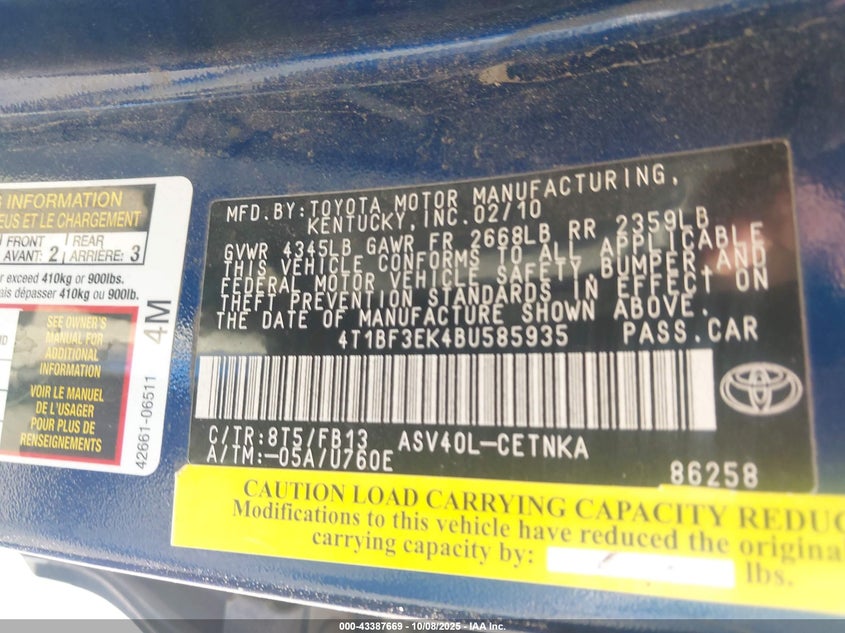 S INFORMATION
EUS ET LE CHARGEMENT
FRONT
AVANT: 2
REAR
ARRIÈRE: 3
exceed 410kg or 900lbs.
ais dépasser 410kg ou 900lb.
SEE OWNER'S
MANUAL FOR
ADDITIONAL
INFORMATION
VOIR LE MANUEL
DE L'USAGER
POUR PLUS DE
RENSEIGNEMENTS
4M
42661-06511
MFD.BY:TOYOTA MOTOR MANUFACTURING,
KENTUCKY, INC.02/10
GVWR 4345LB GAWR FR 2668LB RR 2359LB
THIS VEHICLE CONFORMS TO ALL APPLICABLE
FEDERAL MOTOR VEHICLE SAFETY,BUMPER,AND
THEFT PREVENTION STANDARDS IN EFFECT ON
THE DATE OF MANUFACTURE SHOWN ABOVE.
4T1BF3EK4BU585935 PASS.CAR
C/TR:8T5/FB13 ASV40L-CETNKA
A/TM:-05A/U760E
86258
CAUTION LOAD CARRYING CAPACITY REDUC
Modifications to this vehicle have reduced the original
carrying capacity by: lbs.
000-43387669 - 10/08/2025 - IAA Inc.